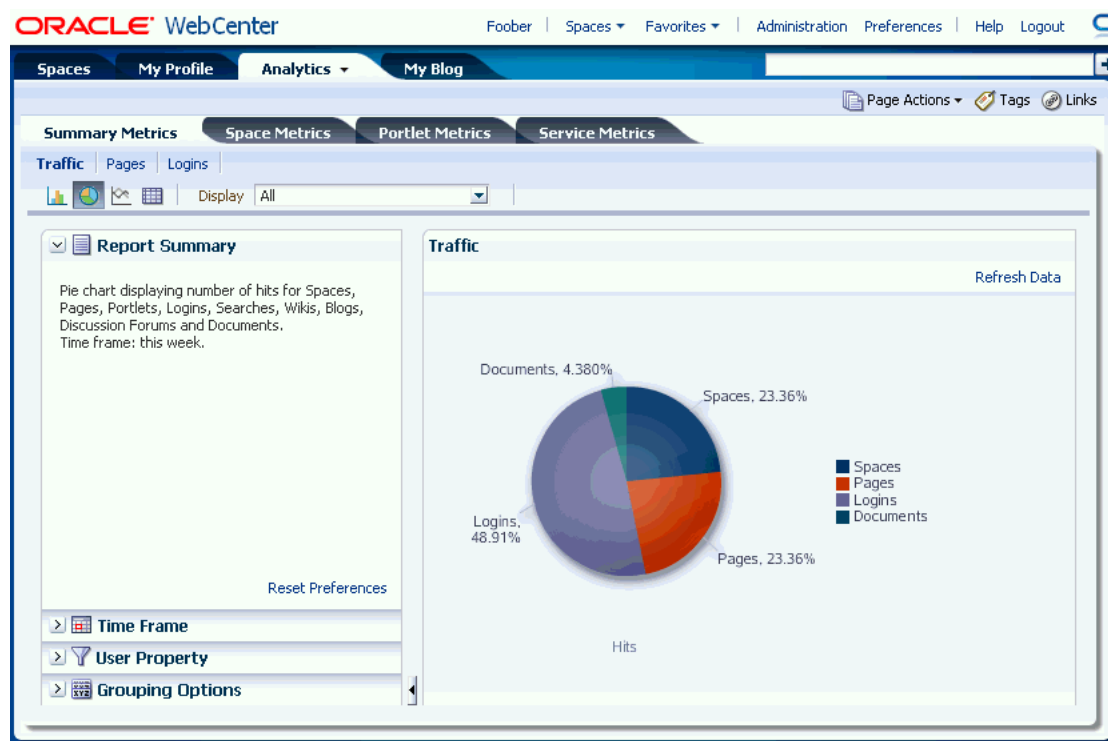 ORACLE WebCenter
Foober Spaces Favorites Administration Preferences Help Logout
Spaces My Profile Analytics My Blog
Page Actions Tags Links
Summary Metrics Space Metrics Portlet Metrics Service Metrics
Traffic Pages Logins
Display All
Report Summary
Pie chart displaying number of hits for Spaces,
Pages, Portlets, Logins, Searches, Wikis, Blogs,
Discussion Forums and Documents.
Time frame: this week.
Reset Preferences
Time Frame
User Property
Grouping Options
Traffic
Refresh Data
Documents, 4.380%
Spaces, 23.36%
Logins,
48.91%
Pages, 23.36%
Spaces
Pages
Logins
Documents
Hits